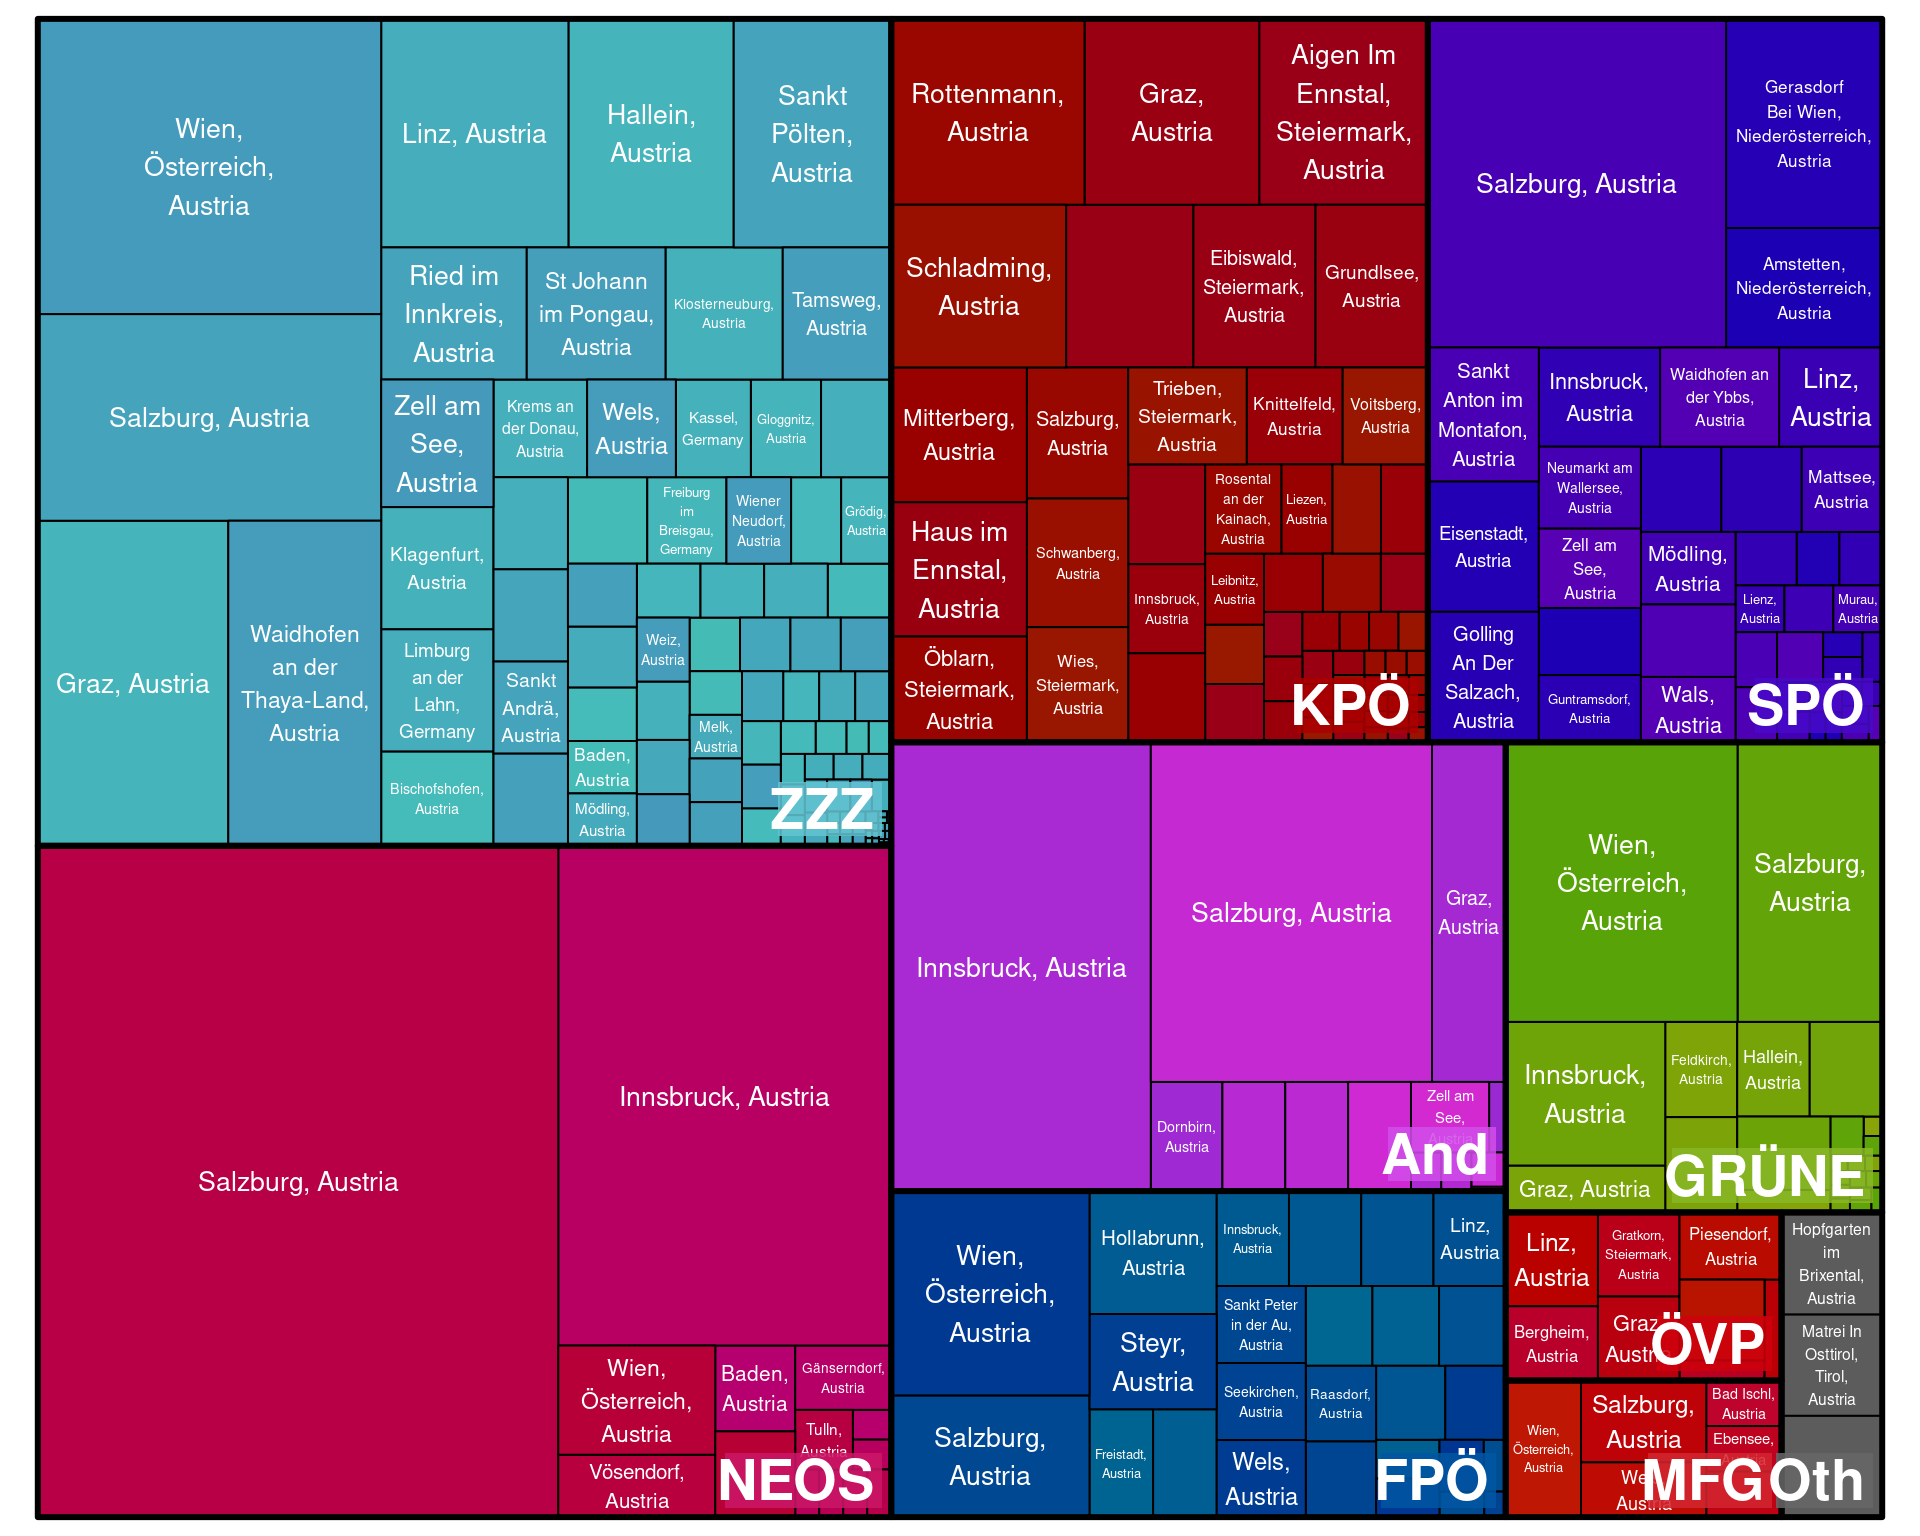 Wien,
Österreich,
Austria
Linz, Austria
Hallein,
Austria
Sankt
Pölten,
Austria
Salzburg, Austria
Graz, Austria
Waidhofen
an der
Thaya-Land,
Austria
Ried im
Innkreis,
Austria
St Johann
im Pongau,
Austria
Klosterneuburg,
Austria
Tamsweg,
Austria
Zell am
See,
Austria
Krems an
der Donau,
Austria
Wels,
Austria
Kassel,
Germany
Gloggnitz,
Austria
Klagenfurt,
Austria
Freiburg
im
Breisgau,
Germany
Wiener
Neudorf,
Austria
Grödig,
Austria
Limburg
an der
Lahn,
Germany
Sankt
Andrä,
Austria
Weiz,
Austria
Melk,
Austria
Baden,
Austria
Bischofshofen,
Austria
Mödling,
Austria
ZZZ
Rottenmann,
Austria
Graz,
Austria
Aigen Im
Ennstal,
Steiermark,
Austria
Schladming,
Austria
Eibiswald,
Steiermark,
Austria
Grundlsee,
Austria
Mitterberg,
Austria
Salzburg,
Austria
Trieben,
Steiermark,
Austria
Knittelfeld,
Austria
Voitsberg,
Austria
Haus im
Ennstal,
Austria
Schwanberg,
Austria
Rosental
an der
Kainach,
Austria
Liezen,
Austria
Innsbruck,
Austria
Leibnitz,
Austria
Öblarn,
Steiermark,
Austria
Wies,
Steiermark,
Austria
KPÖ
Salzburg, Austria
Gerasdorf
Bei Wien,
Niederösterreich,
Austria
Amstetten,
Niederösterreich,
Austria
Sankt
Anton im
Montafon,
Austria
Innsbruck,
Austria
Waidhofen an
der Ybbs,
Austria
Linz,
Austria
Eisenstadt,
Austria
Neumarkt am
Wallersee,
Austria
Mattsee,
Austria
Zell am
See,
Austria
Mödling,
Austria
Lienz,
Austria
Murau,
Austria
Golling
An Der
Salzach,
Austria
Guntramsdorf,
Austria
Wals,
Austria
SPÖ
Salzburg, Austria
Innsbruck, Austria
Wien,
Österreich,
Austria
Baden,
Austria
Gänserndorf,
Austria
Tulln,
Austria
Vösendorf,
Austria
NEOS
Innsbruck, Austria
Salzburg, Austria
Graz,
Austria
Dornbirn,
Austria
Zell am
See,
Austria
And
Wien,
Österreich,
Austria
Salzburg,
Austria
Innsbruck,
Austria
Feldkirch,
Austria
Hallein,
Austria
Graz, Austria
GRÜNE
Wien,
Österreich,
Austria
Hollabrunn,
Austria
Innsbruck,
Austria
Linz,
Austria
Steyr,
Austria
Sankt Peter
in der Au,
Austria
Salzburg,
Austria
Freistadt,
Austria
Seekirchen,
Austria
Raasdorf,
Austria
Wels,
Austria
FPÖ
Linz,
Austria
Gratkorn,
Steiermark,
Austria
Piesendorf,
Austria
Bergheim,
Austria
Graz,
Austria
ÖVP
Wien,
Österreich,
Austria
Salzburg,
Austria
Bad Ischl,
Austria
Ebensee,
Austria
MFG
Hopfgarten
im
Brixental,
Austria
Matrei In
Osttirol,
Tirol,
Austria
Oth